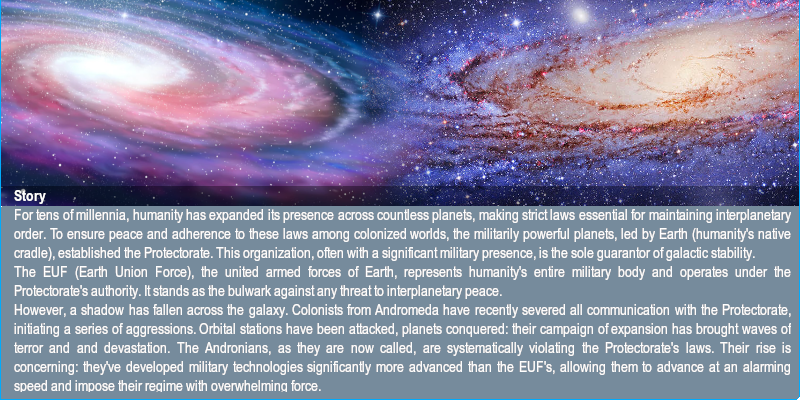 Story
For tens of millennia, humanity has expanded its presence across countless planets, making strict laws essential for maintaining interplanetary
order. To ensure peace and adherence to these laws among colonized worlds, the militarily powerful planets, led by Earth (humanity's native
cradle), established the Protectorate. This organization, often with a significant military presence, is the sole guarantor of galactic stability.
The EUF (Earth Union Force), the united armed forces of Earth, represents humanity's entire military body and operates under the
Protectorate's authority. It stands as the bulwark against any threat to interplanetary peace.
However, a shadow has fallen across the galaxy. Colonists from Andromeda have recently severed all communication with the Protectorate,
initiating a series of aggressions. Orbital stations have been attacked, planets conquered: their campaign of expansion has brought waves of
terror and and devastation. The Andronians, as they are now called, are systematically violating the Protectorate's laws. Their rise is
concerning: they've developed military technologies significantly more advanced than the EUF's, allowing them to advance at an alarming
speed and impose their regime with overwhelming force.